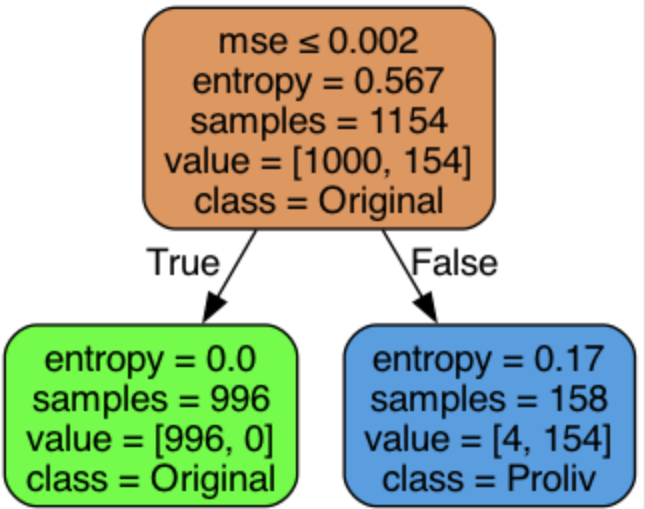 mse ≤ 0.002
entropy = 0.567
samples = 1154
value = [1000, 154]
class = Original
True
False
entropy = 0.0
samples = 996
value = [996, 0]
class = Original
entropy = 0.17
samples = 158
value = [4, 154]
class = Proliv